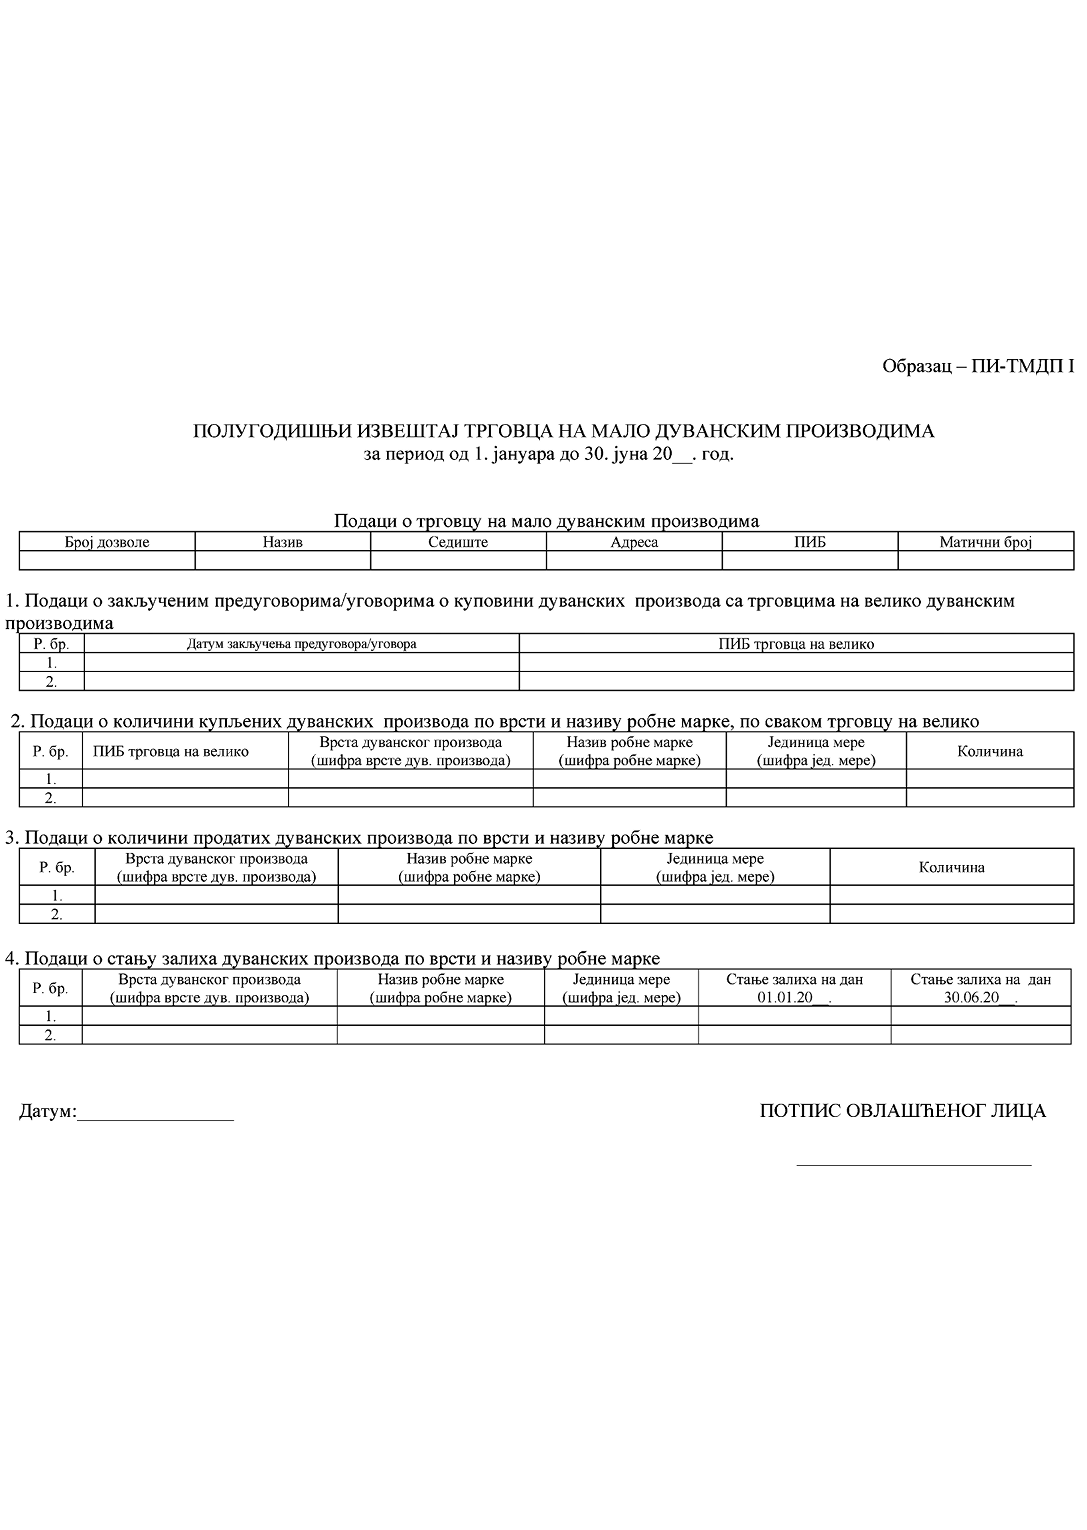 Образац – ПИ-ТМДП I
ПОЛУГОДИШЊИ ИЗВЕШТАЈ ТРГОВЦА НА МАЛО ДУВАНСКИМ ПРОИЗВОДИМА
за период од 1. јануара до 30. јуна 20__. год.
Подаци о трговцу на мало дуванским производима
Број дозволе Назив Седиште Адреса ПИБ Матични број
1. Подаци о закљученим предуговорима/уговорима о куповини дуванских производа са трговцима на велико дуванским
производима
Р. бр. Датум закључења предуговора/уговора ПИБ трговца на велико
1.
2.
2. Подаци о количини купљених дуванских производа по врсти и називу робне марке, по сваком трговцу на велико
Р. бр. ПИБ трговца на велико Врста дуванског производа Назив робне марке Јединица мере Количина
(шифра врсте дув. производа) (шифра робне марке) (шифра јед. мере)
1.
2.
3. Подаци о количини продатих дуванских производа по врсти и називу робне марке
Р. бр. Врста дуванског производа Назив робне марке Јединица мере Количина
(шифра врсте дув. производа) (шифра робне марке) (шифра јед. мере)
1.
2.
4. Подаци о стању залиха дуванских производа по врсти и називу робне марке
Р. бр. Врста дуванског производа Назив робне марке Јединица мере Стање залиха на дан Стање залиха на дан
(шифра врсте дув. производа) (шифра робне марке) (шифра јед. мере) 01.01.20__. 30.06.20__.
1.
2.
Датум:________________ ПОТПИС ОВЛАШЋЕНОГ ЛИЦА
________________________